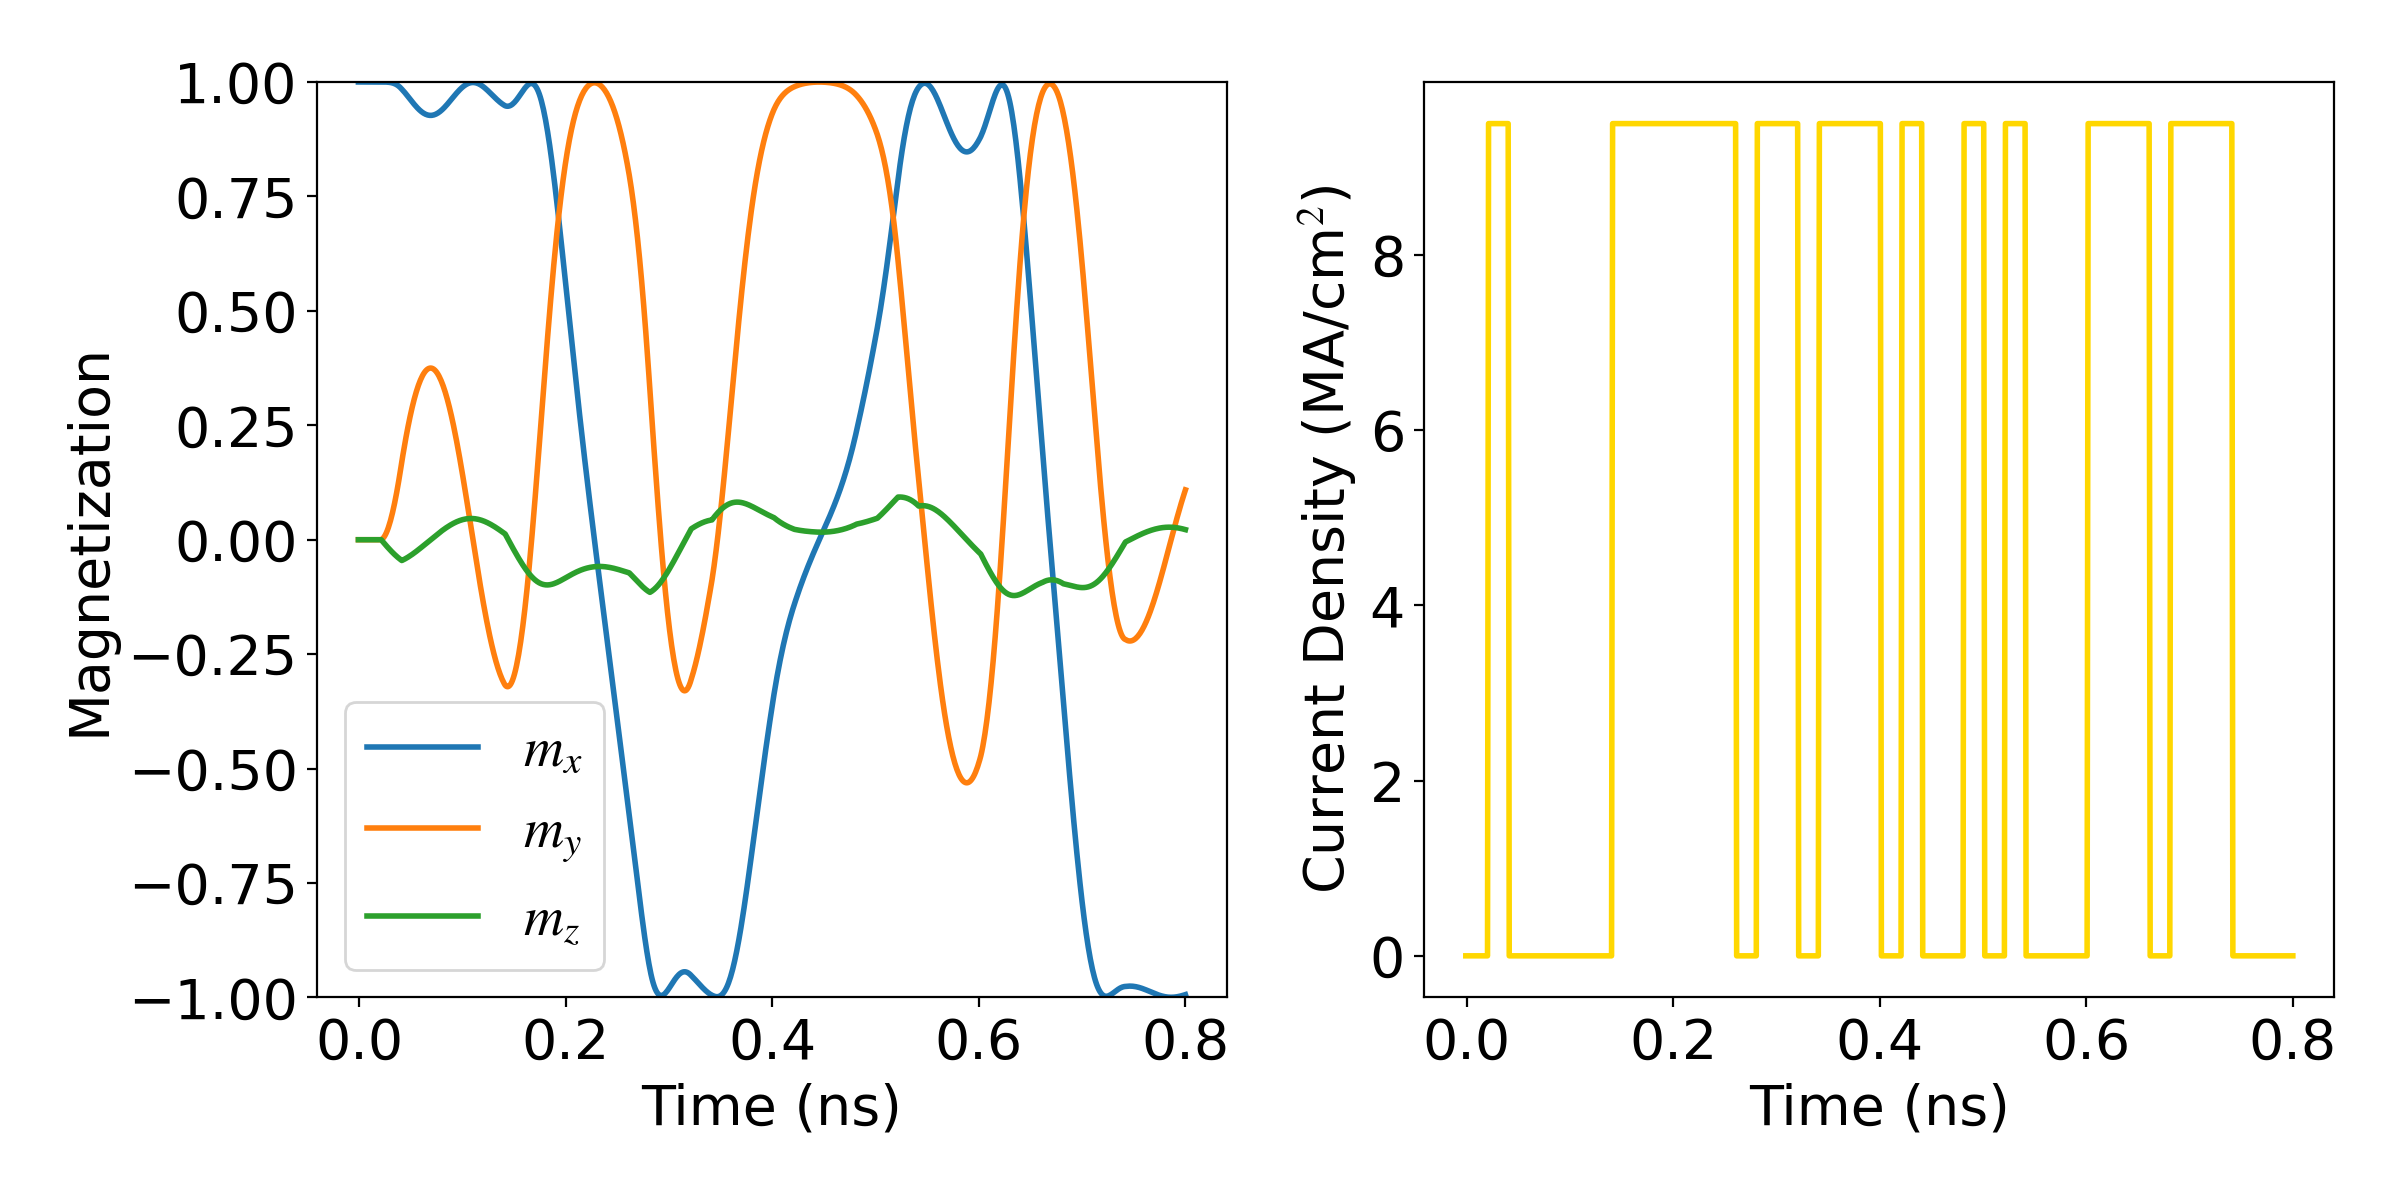 1.00
0.75
0.50
0.25
0.00
−0.25
−0.50
−0.75
−1.00
Magnetization
m_x
m_y
m_z
0.0 0.2 0.4 0.6 0.8
Time (ns)
8
6
4
2
0
Current Density (MA/cm²)
0.0 0.2 0.4 0.6 0.8
Time (ns)